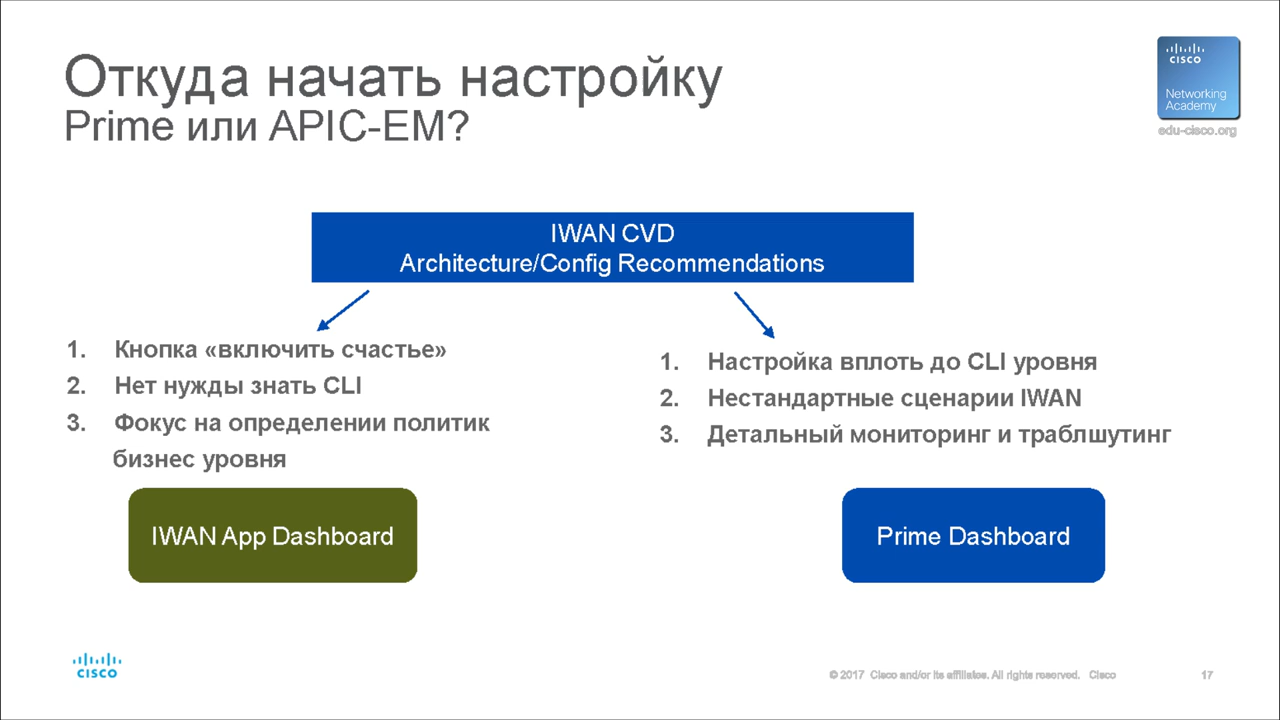 Откуда начать настройку
Prime или APIC-EM?
CISCO
Networking
Academy
edu-cisco.org
IWAN CVD
Architecture/Config Recommendations
1. Кнопка «включить счастье»
2. Нет нужды знать CLI
3. Фокус на определении политик
бизнес уровня
IWAN App Dashboard
1. Настройка вплоть до CLI уровня
2. Нестандартные сценарии IWAN
3. Детальный мониторинг и траблшутинг
Prime Dashboard
CISCO
© 2017 Cisco and/or its affiliates. All rights reserved. Cisco
17